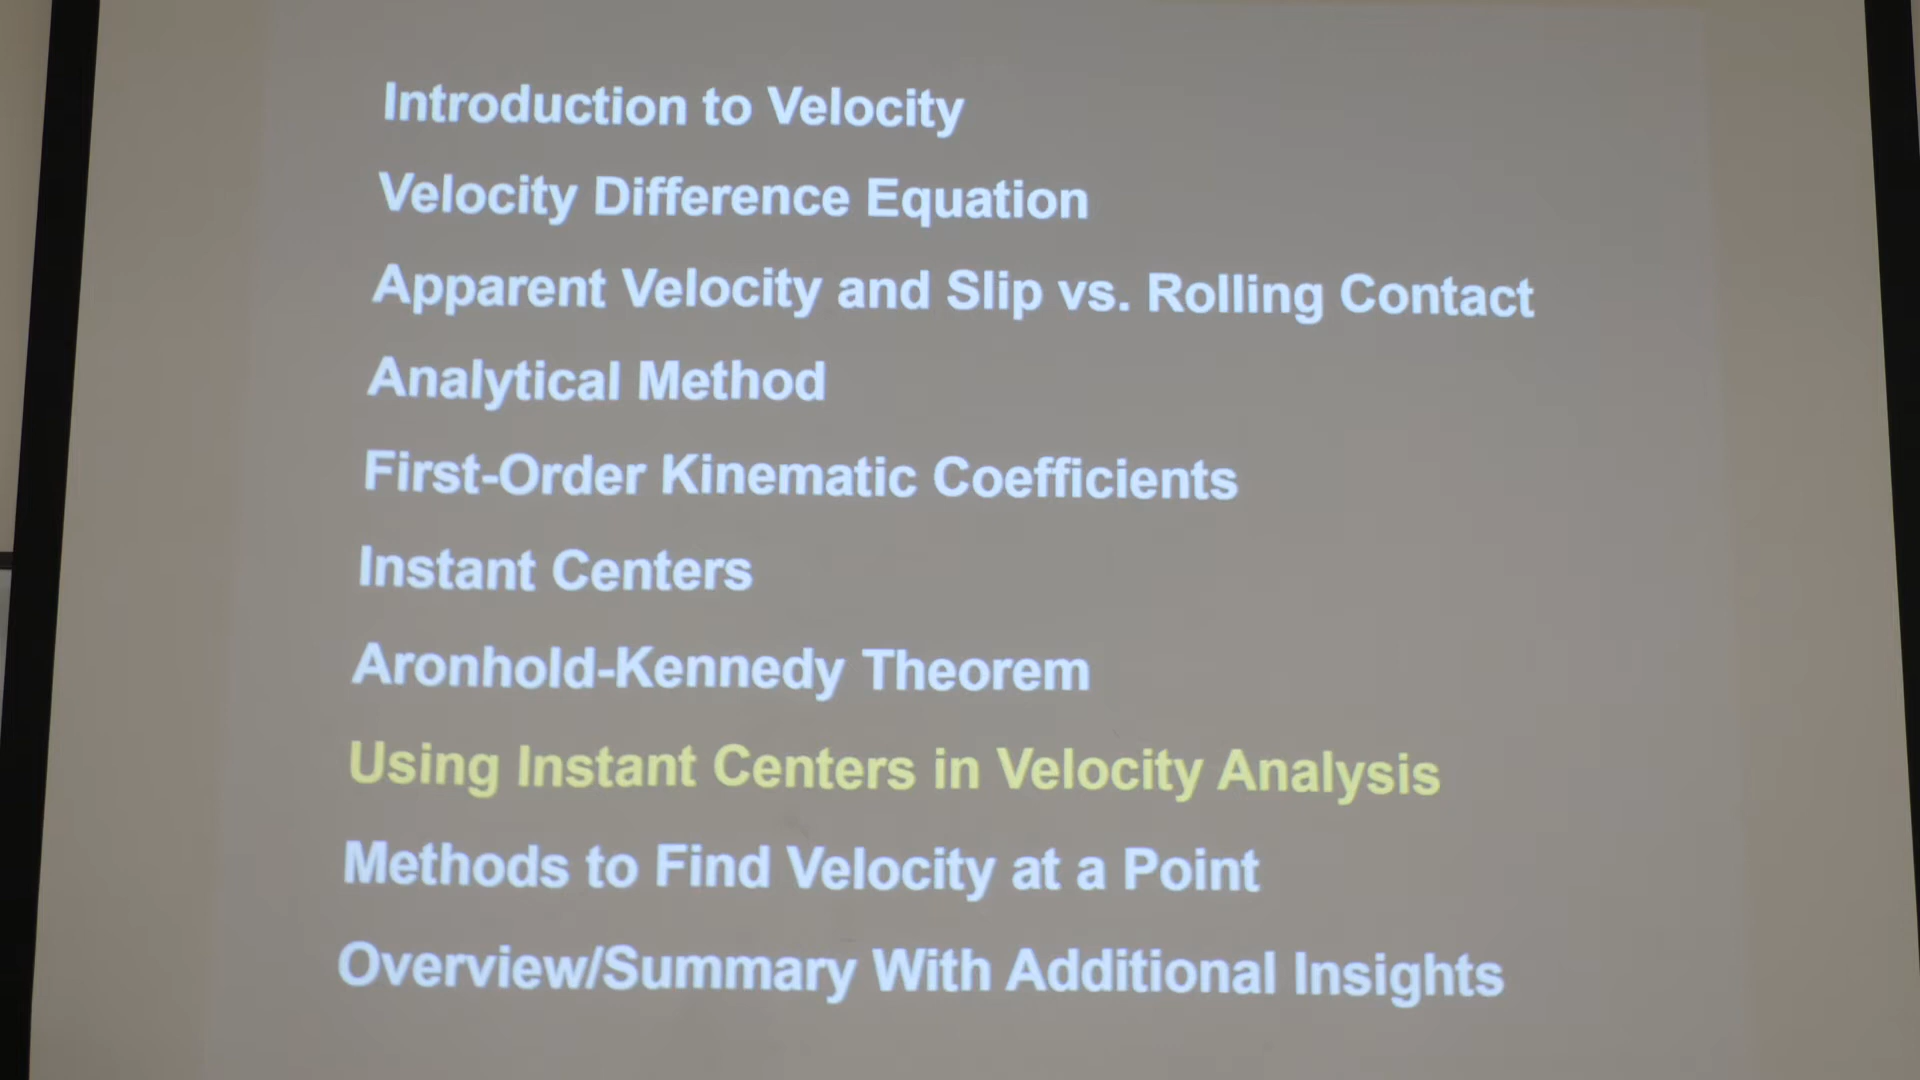 Introduction to Velocity
Velocity Difference Equation
Apparent Velocity and Slip vs. Rolling Contact
Analytical Method
First-Order Kinematic Coefficients
Instant Centers
Aronhold-Kennedy Theorem
Using Instant Centers in Velocity Analysis
Methods to Find Velocity at a Point
Overview/Summary With Additional Insights